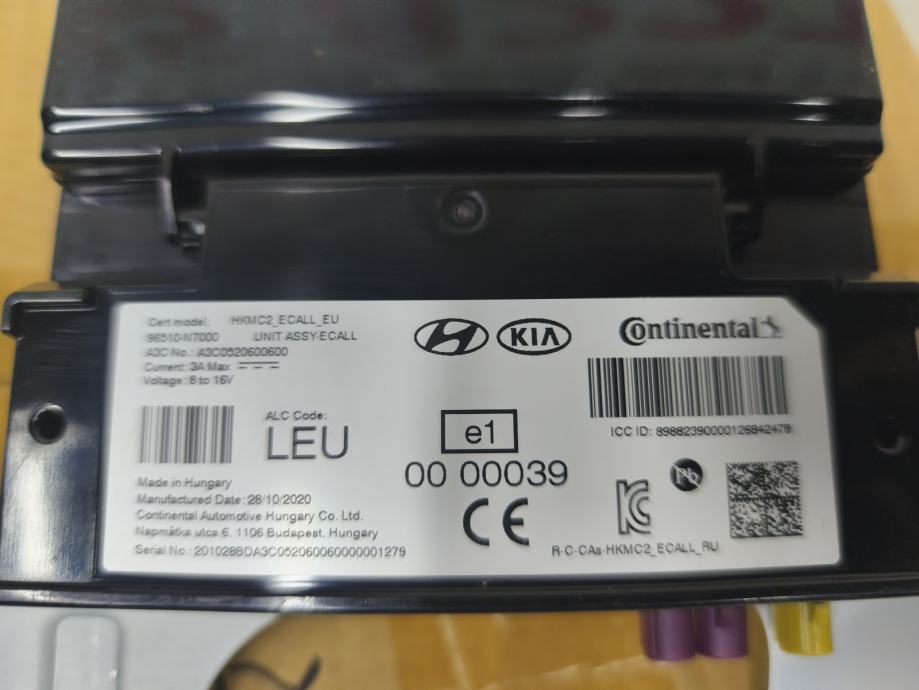 Cert model: HKMC2_ECALL_EU
96510-N7000 UNIT ASSY-ECALL
A3C No.: A3C0520600600
Current: 3A Max
Voltage: 8 to 16V
KIA
Continental
ALC Code:
LEU
e1
00 00039
CE
ICC ID: 89882390000126842478
Pb
Made in Hungary
Manufactured Date: 28/10/2020
Continental Automotive Hungary Co. Ltd.
Napmátka utca 6. 1106 Budapest, Hungary
Serial No.: 201028BDA3C052060060000001279
R-C-CAs-HKMC2_ECALL_RU